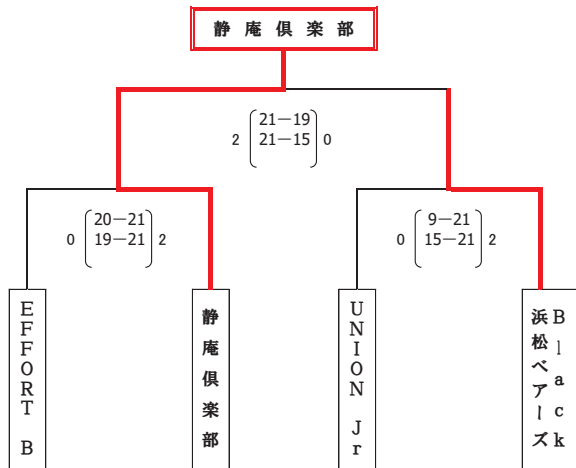 静庵倶楽部
21－19
2 21－15 0
20－21
0 19－21 2
9－21
0 15－21 2
EFFORT B
静庵倶楽部
UNION Jr
浜松ベアーズ
Black